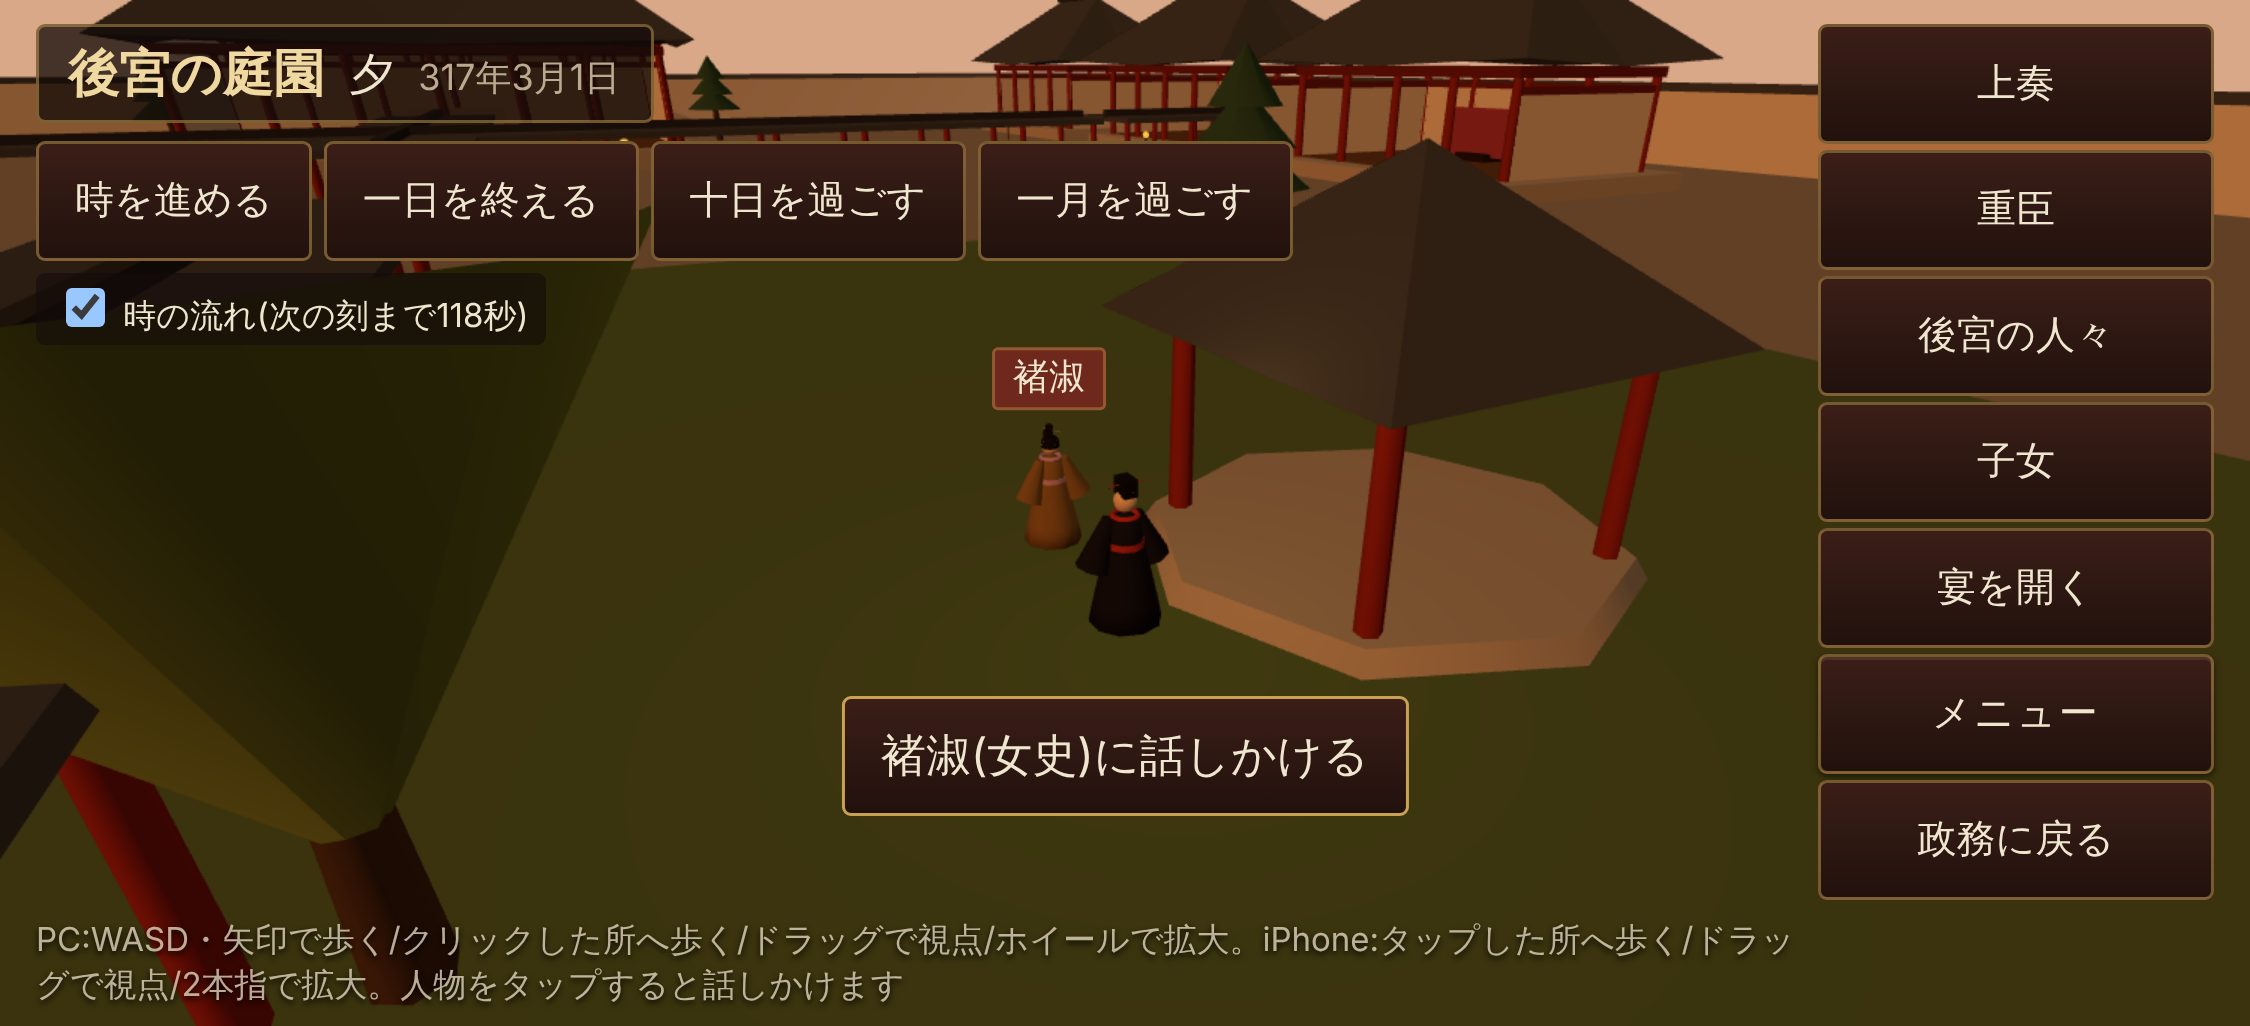 後宮の庭園 夕 317年3月1日
時を進める
一日を終える
十日を過ごす
一月を過ごす
時の流れ(次の刻まで118秒)
褚淑
褚淑(女史)に話しかける
上奏
重臣
後宮の人々
子女
宴を開く
メニュー
政務に戻る
PC:WASD・矢印で歩く/クリックした所へ歩く/ドラッグで視点/ホイールで拡大。iPhone:タップした所へ歩く/ドラッ
グで視点/2本指で拡大。人物をタップすると話しかけます